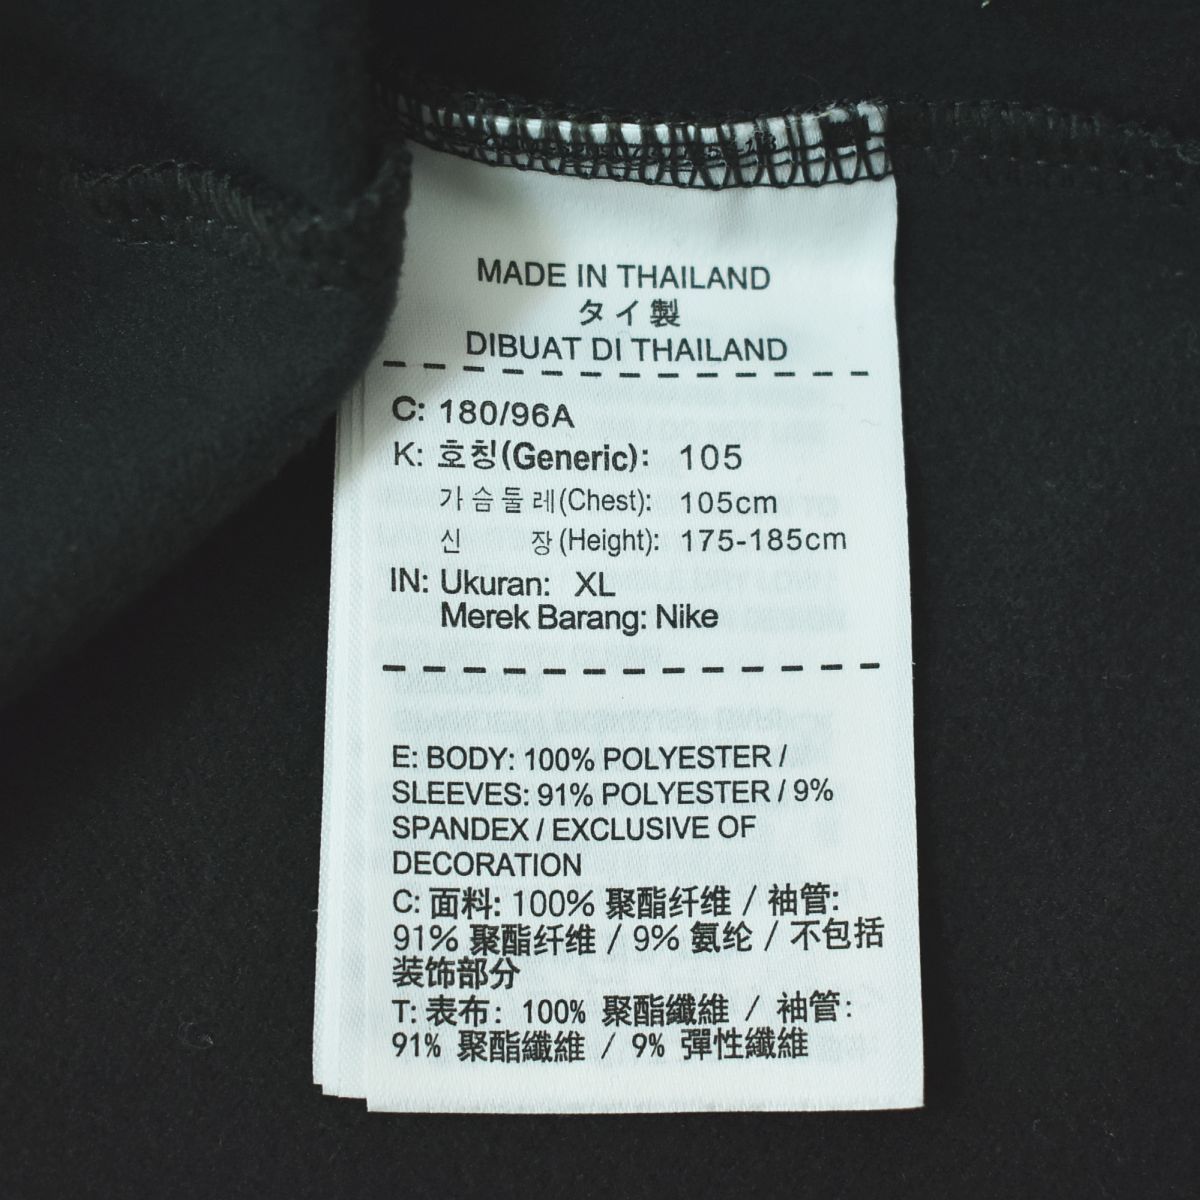 MADE IN THAILAND
タイ製
DIBUAT DI THAILAND
C: 180/96A
K: 호칭(Generic): 105
가슴둘레(Chest): 105cm
신 장(Height): 175-185cm
IN: Ukuran: XL
Merek Barang: Nike
E: BODY: 100% POLYESTER /
SLEEVES: 91% POLYESTER / 9%
SPANDEX / EXCLUSIVE OF
DECORATION
C: 面料: 100% 聚酯纤维 / 袖管:
91% 聚酯纤维 / 9% 氨纶 / 不包括
装饰部分
T: 表布: 100% 聚酯纖維 / 袖管:
91% 聚酯纖維 / 9% 彈性纖維